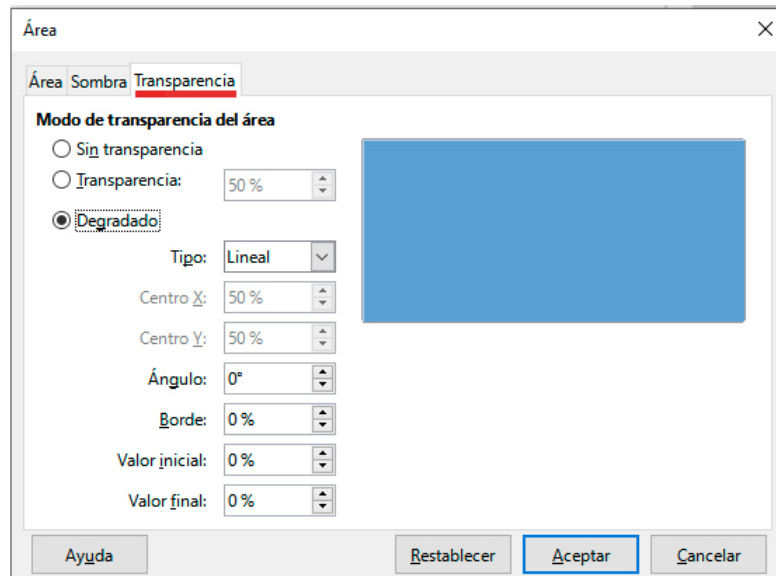 Área
Área Sombra Transparencia
Modo de transparencia del área
Sin transparencia
Transparencia: 50 %
Degradado
Tipo: Lineal
Centro X: 50 %
Centro Y: 50 %
Ángulo: 0°
Borde: 0 %
Valor inicial: 0 %
Valor final: 0 %
Ayuda Restablecer Aceptar Cancelar